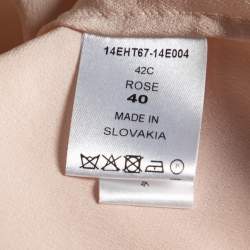 14EHT67-14E004
42C
ROSE
40
MADE IN
SLOVAKIA